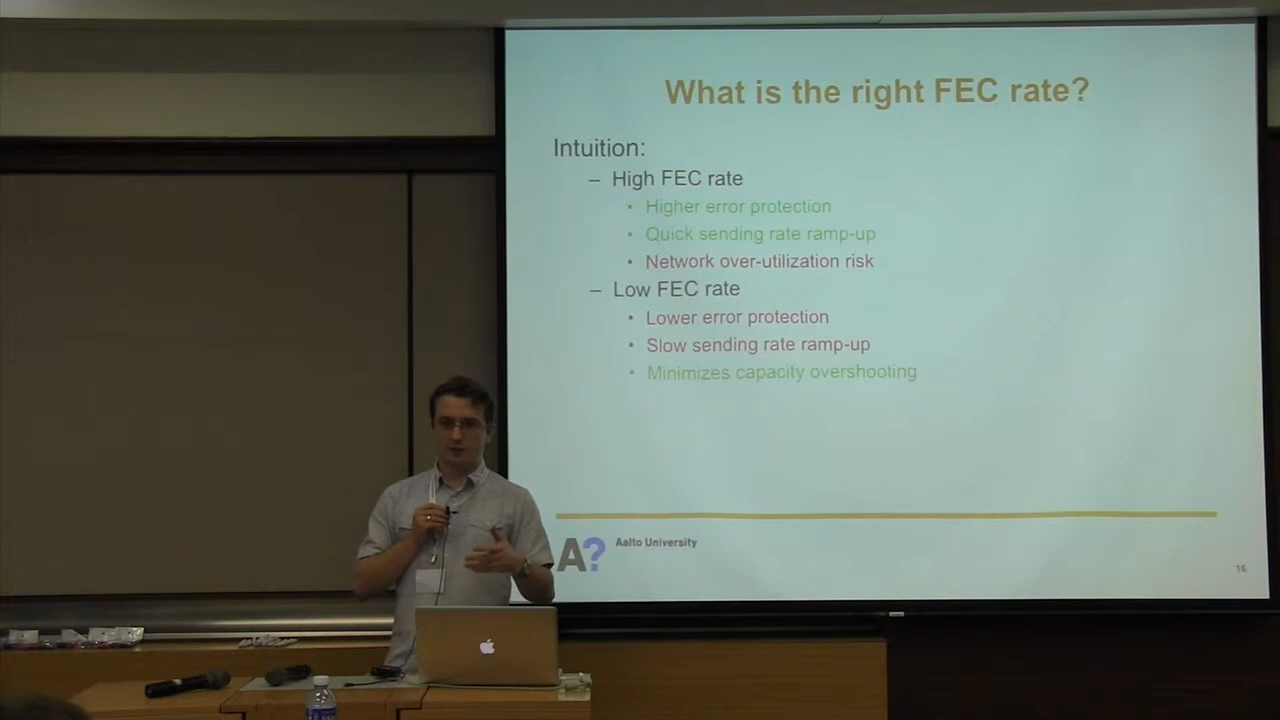 What is the right FEC rate?
Intuition:
– High FEC rate
• Higher error protection
• Quick sending rate ramp-up
• Network over-utilization risk
– Low FEC rate
• Lower error protection
• Slow sending rate ramp-up
• Minimizes capacity overshooting
A?
Aalto University
16